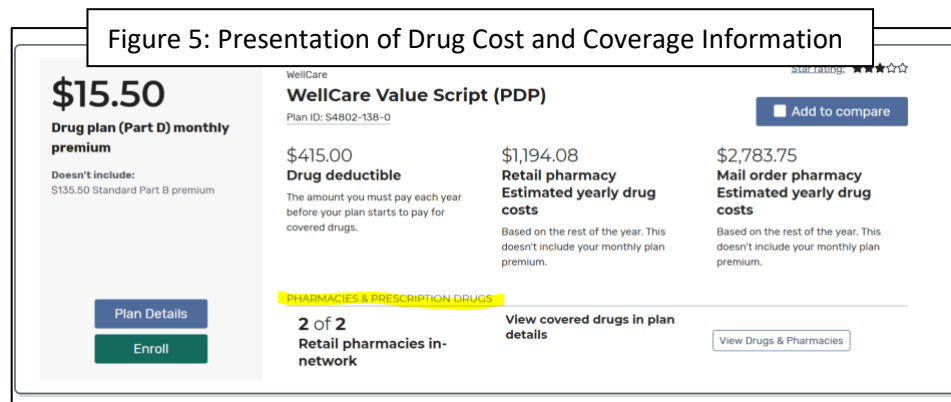 Figure 5: Presentation of Drug Cost and Coverage Information
$15.50
Drug plan (Part D) monthly
premium
Doesn't include:
$135.50 Standard Part B premium
Plan Details
Enroll
WellCare
WellCare Value Script (PDP)
Plan ID: S4802-138-0
Star rating:
Add to compare
$415.00
Drug deductible
The amount you must pay each year
before your plan starts to pay for
covered drugs.
$1,194.08
Retail pharmacy
Estimated yearly drug
costs
Based on the rest of the year. This
doesn't include your monthly plan
premium.
$2,783.75
Mail order pharmacy
Estimated yearly drug
costs
Based on the rest of the year. This
doesn't include your monthly plan
premium.
PHARMACIES & PRESCRIPTION DRUGS
2 of 2
Retail pharmacies in-
network
View covered drugs in plan
details
View Drugs & Pharmacies